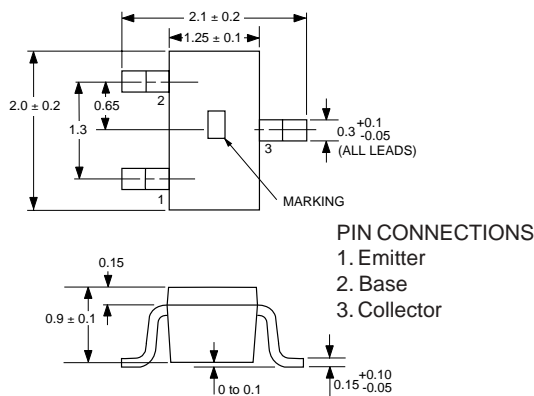 2.1 ± 0.2
1.25 ± 0.1
2.0 ± 0.2
0.65
1.3
2
3
1
0.3 +0.1 -0.05
(ALL LEADS)
MARKING
PIN CONNECTIONS
1. Emitter
2. Base
3. Collector
0.15
0.9 ± 0.1
0 to 0.1
0.15 +0.10 -0.05